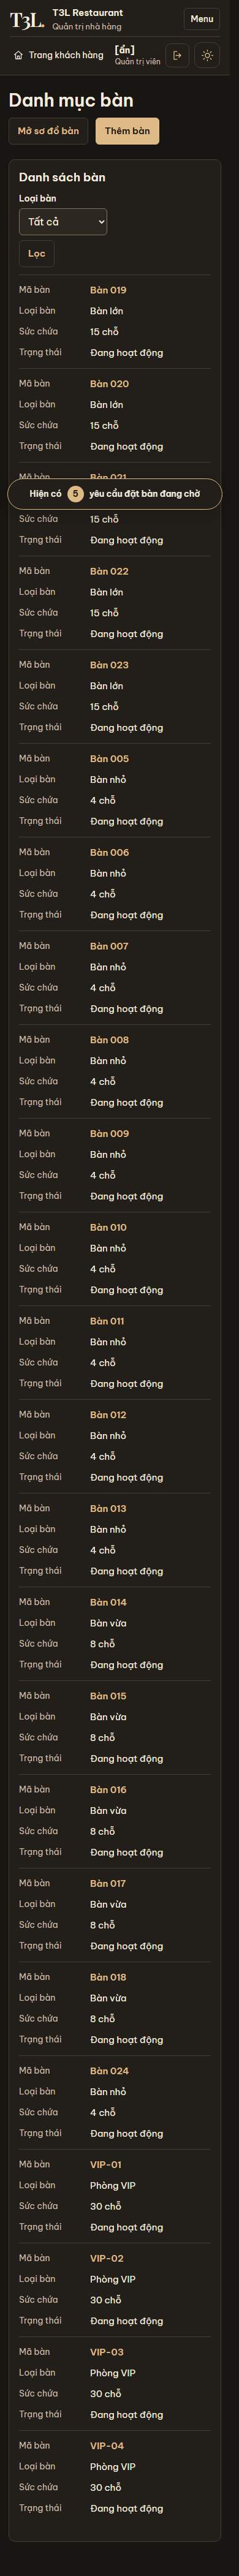 T3L. T3L Restaurant
Quản trị nhà hàng
Menu
Trang khách hàng
[ẩn]
Quản trị viên
Danh mục bàn
Mở sơ đồ bàn
Thêm bàn
Danh sách bàn
Loại bàn
Tất cả
Lọc
Mã bàn Bàn 019
Loại bàn Bàn lớn
Sức chứa 15 chỗ
Trạng thái Đang hoạt động
Mã bàn Bàn 020
Loại bàn Bàn lớn
Sức chứa 15 chỗ
Trạng thái Đang hoạt động
Mã bàn Bàn 021
Hiện có 5 yêu cầu đặt bàn đang chờ
Sức chứa 15 chỗ
Trạng thái Đang hoạt động
Mã bàn Bàn 022
Loại bàn Bàn lớn
Sức chứa 15 chỗ
Trạng thái Đang hoạt động
Mã bàn Bàn 023
Loại bàn Bàn lớn
Sức chứa 15 chỗ
Trạng thái Đang hoạt động
Mã bàn Bàn 005
Loại bàn Bàn nhỏ
Sức chứa 4 chỗ
Trạng thái Đang hoạt động
Mã bàn Bàn 006
Loại bàn Bàn nhỏ
Sức chứa 4 chỗ
Trạng thái Đang hoạt động
Mã bàn Bàn 007
Loại bàn Bàn nhỏ
Sức chứa 4 chỗ
Trạng thái Đang hoạt động
Mã bàn Bàn 008
Loại bàn Bàn nhỏ
Sức chứa 4 chỗ
Trạng thái Đang hoạt động
Mã bàn Bàn 009
Loại bàn Bàn nhỏ
Sức chứa 4 chỗ
Trạng thái Đang hoạt động
Mã bàn Bàn 010
Loại bàn Bàn nhỏ
Sức chứa 4 chỗ
Trạng thái Đang hoạt động
Mã bàn Bàn 011
Loại bàn Bàn nhỏ
Sức chứa 4 chỗ
Trạng thái Đang hoạt động
Mã bàn Bàn 012
Loại bàn Bàn nhỏ
Sức chứa 4 chỗ
Trạng thái Đang hoạt động
Mã bàn Bàn 013
Loại bàn Bàn nhỏ
Sức chứa 4 chỗ
Trạng thái Đang hoạt động
Mã bàn Bàn 014
Loại bàn Bàn vừa
Sức chứa 8 chỗ
Trạng thái Đang hoạt động
Mã bàn Bàn 015
Loại bàn Bàn vừa
Sức chứa 8 chỗ
Trạng thái Đang hoạt động
Mã bàn Bàn 016
Loại bàn Bàn vừa
Sức chứa 8 chỗ
Trạng thái Đang hoạt động
Mã bàn Bàn 017
Loại bàn Bàn vừa
Sức chứa 8 chỗ
Trạng thái Đang hoạt động
Mã bàn Bàn 018
Loại bàn Bàn vừa
Sức chứa 8 chỗ
Trạng thái Đang hoạt động
Mã bàn Bàn 024
Loại bàn Bàn nhỏ
Sức chứa 4 chỗ
Trạng thái Đang hoạt động
Mã bàn VIP-01
Loại bàn Phòng VIP
Sức chứa 30 chỗ
Trạng thái Đang hoạt động
Mã bàn VIP-02
Loại bàn Phòng VIP
Sức chứa 30 chỗ
Trạng thái Đang hoạt động
Mã bàn VIP-03
Loại bàn Phòng VIP
Sức chứa 30 chỗ
Trạng thái Đang hoạt động
Mã bàn VIP-04
Loại bàn Phòng VIP
Sức chứa 30 chỗ
Trạng thái Đang hoạt động